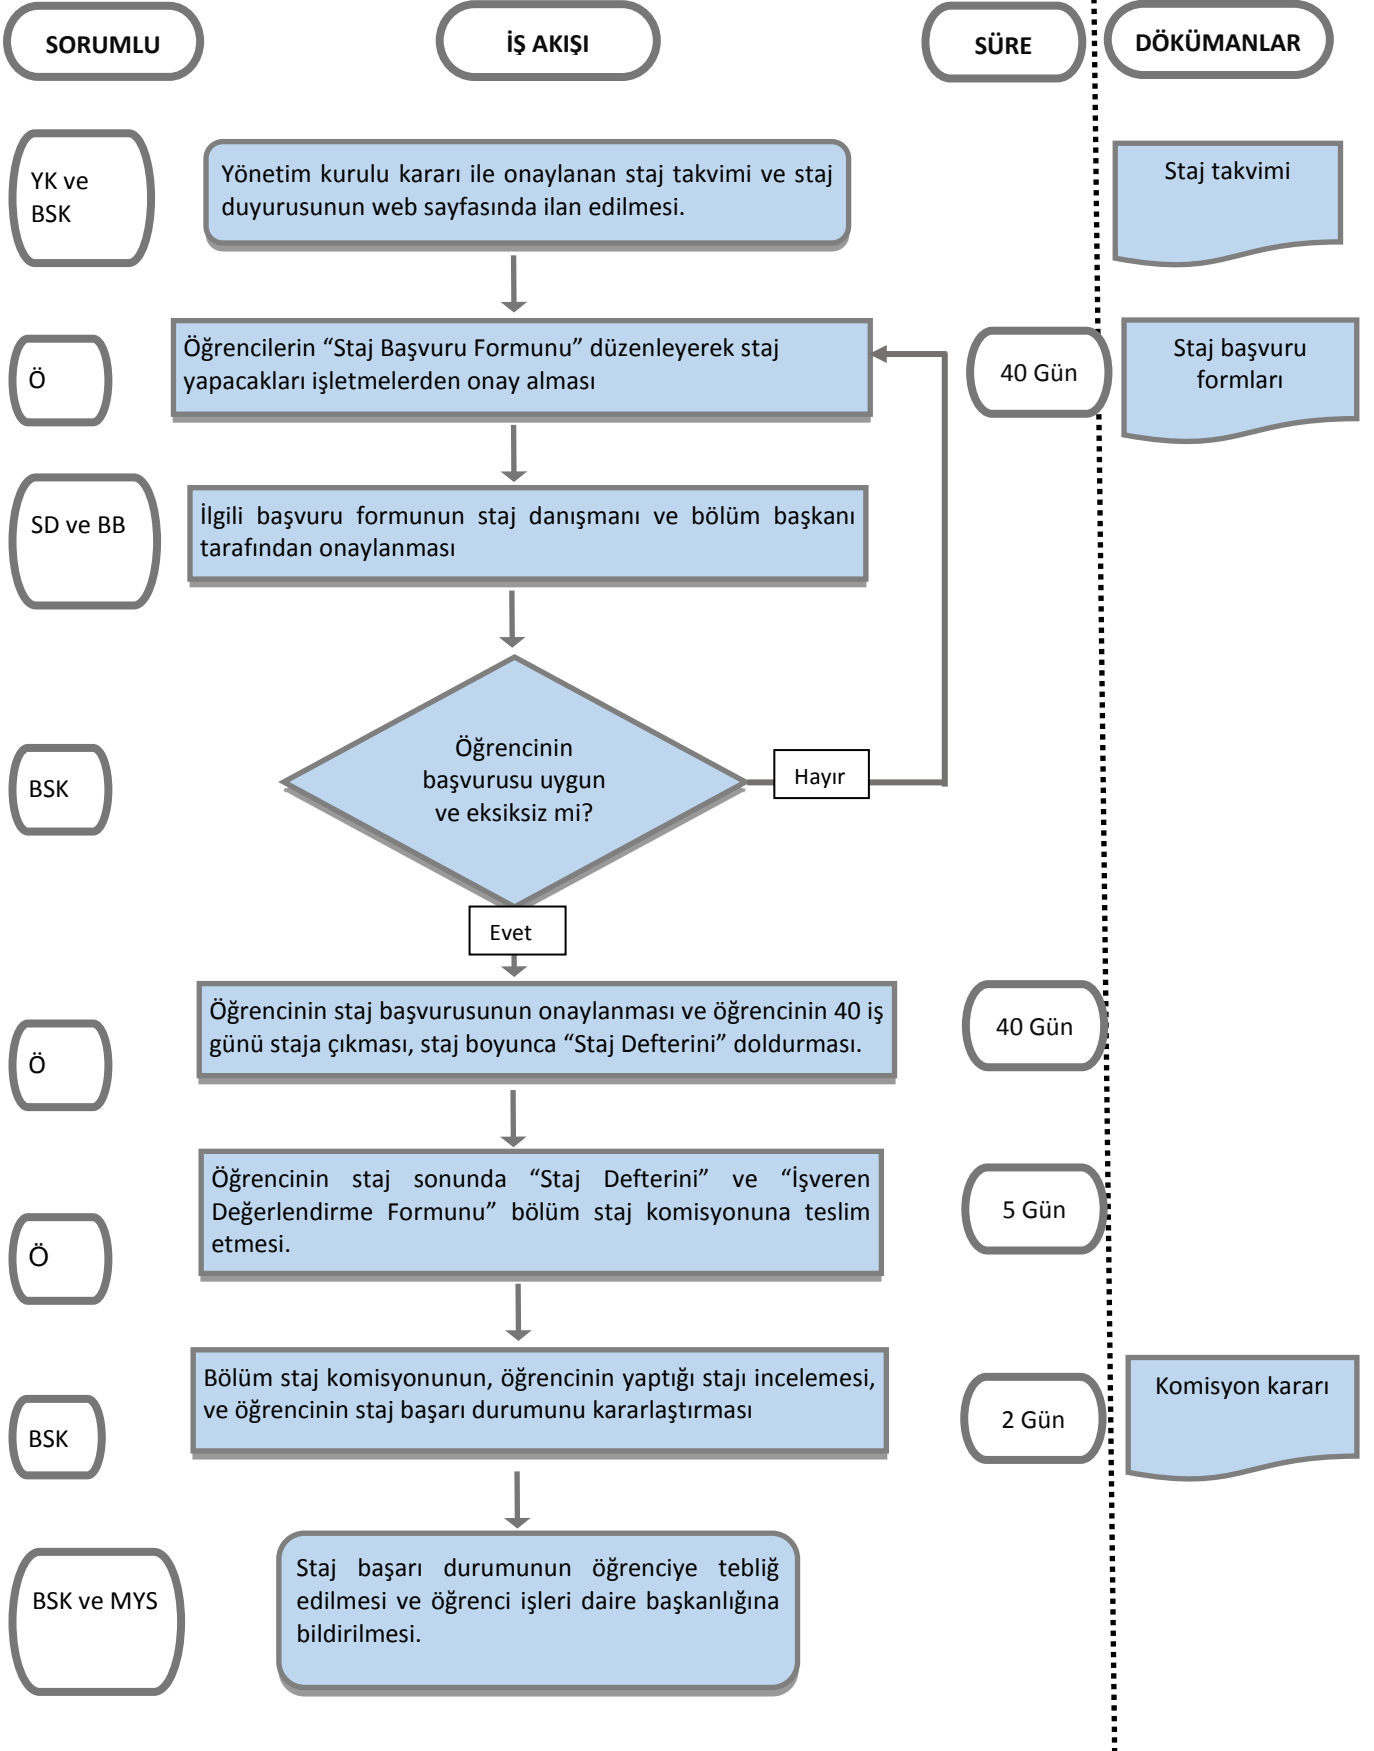 SORUMLU
İŞ AKIŞI
SÜRE
DÖKÜMANLAR
YK ve
BSK
Yönetim kurulu kararı ile onaylanan staj takvimi ve staj
duyurusunun web sayfasında ilan edilmesi.
Staj takvimi
Ö
Öğrencilerin “Staj Başvuru Formunu” düzenleyerek staj
yapacakları işletmelerden onay alması
40 Gün
Staj başvuru
formları
SD ve BB
İlgili başvuru formunun staj danışmanı ve bölüm başkanı
tarafından onaylanması
BSK
Öğrencinin
başvurusu uygun
ve eksiksiz mi?
Hayır
Evet
Ö
Öğrencinin staj başvurusunun onaylanması ve öğrencinin 40 iş
günü staja çıkması, staj boyunca “Staj Defterini” doldurması.
40 Gün
Ö
Öğrencinin staj sonunda “Staj Defterini” ve “İşveren
Değerlendirme Formunu” bölüm staj komisyonuna teslim
etmesi.
5 Gün
BSK
Bölüm staj komisyonunun, öğrencinin yaptığı stajı incelemesi,
ve öğrencinin staj başarı durumunu kararlaştırması
2 Gün
Komisyon kararı
BSK ve MYS
Staj başarı durumunun öğrenciye tebliğ
edilmesi ve öğrenci işleri daire başkanlığına
bildirilmesi.